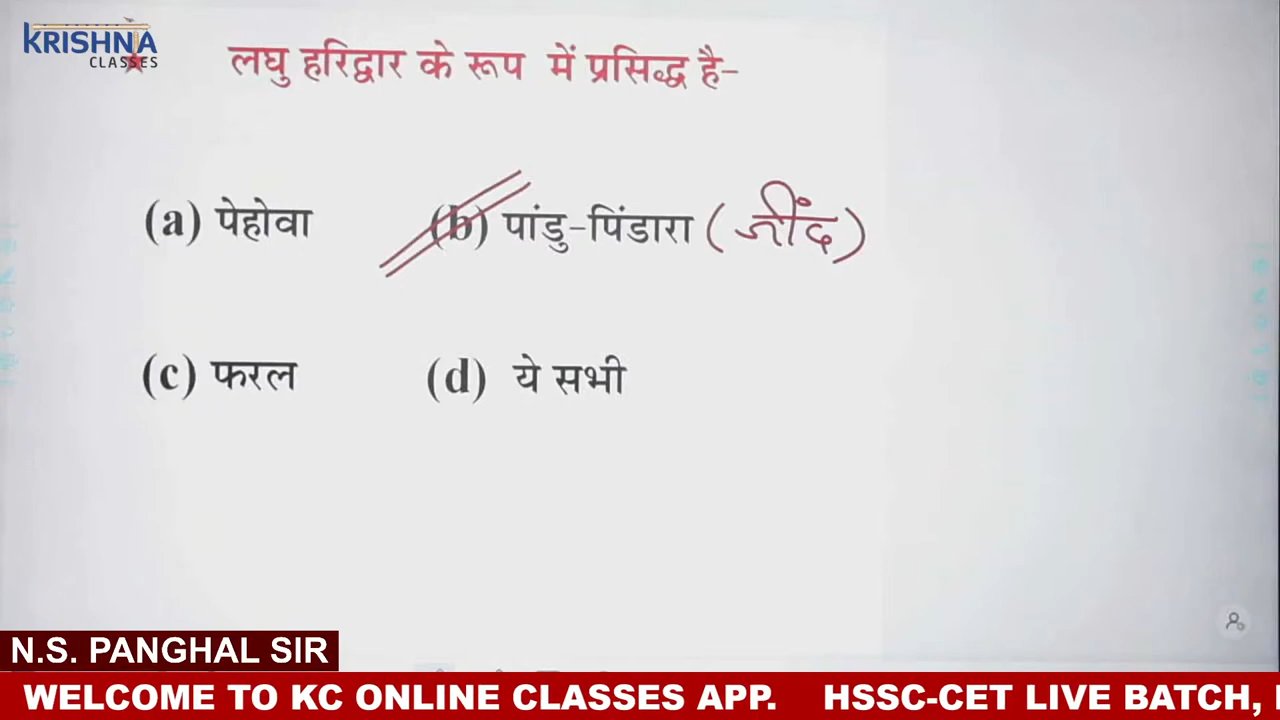 KRISHNA
CLASSES
लघु हरिद्वार के रूप में प्रसिद्ध है-
(a) पेहोवा (b) पांडु-पिंडारा (जींद)
(c) फरल (d) ये सभी
N.S. PANGHAL SIR
WELCOME TO KC ONLINE CLASSES APP. HSSC-CET LIVE BATCH,